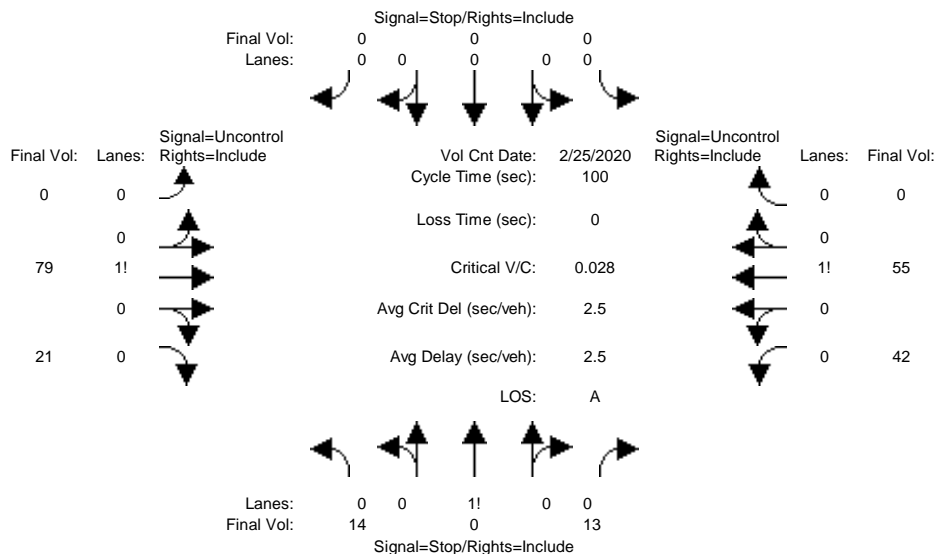 Signal=Stop/Rights=Include
Final Vol: 0 0 0
Lanes: 0 0 0 0 0
Signal=Uncontrol Signal=Uncontrol
Final Vol: Lanes: Rights=Include Vol Cnt Date: 2/25/2020 Rights=Include Lanes: Final Vol:
Cycle Time (sec): 100
0 0 0 0
Loss Time (sec): 0
0 0
79 1! Critical V/C: 0.028 1! 55
0 Avg Crit Del (sec/veh): 2.5 0
21 0 Avg Delay (sec/veh): 2.5 0 42
LOS: A
Lanes: 0 0 1! 0 0
Final Vol: 14 0 13
Signal=Stop/Rights=Include